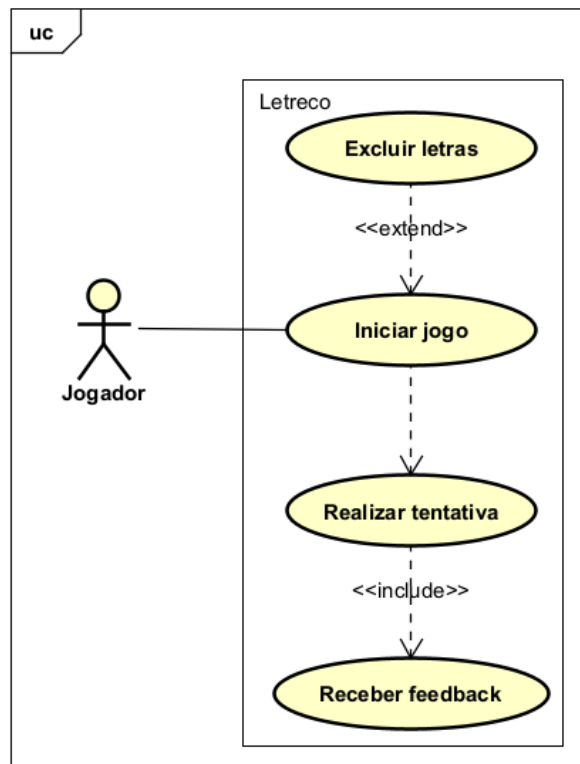 uc
Letreco
Excluir letras
<<extend>>
Iniciar jogo
Jogador
Realizar tentativa
<<include>>
Receber feedback